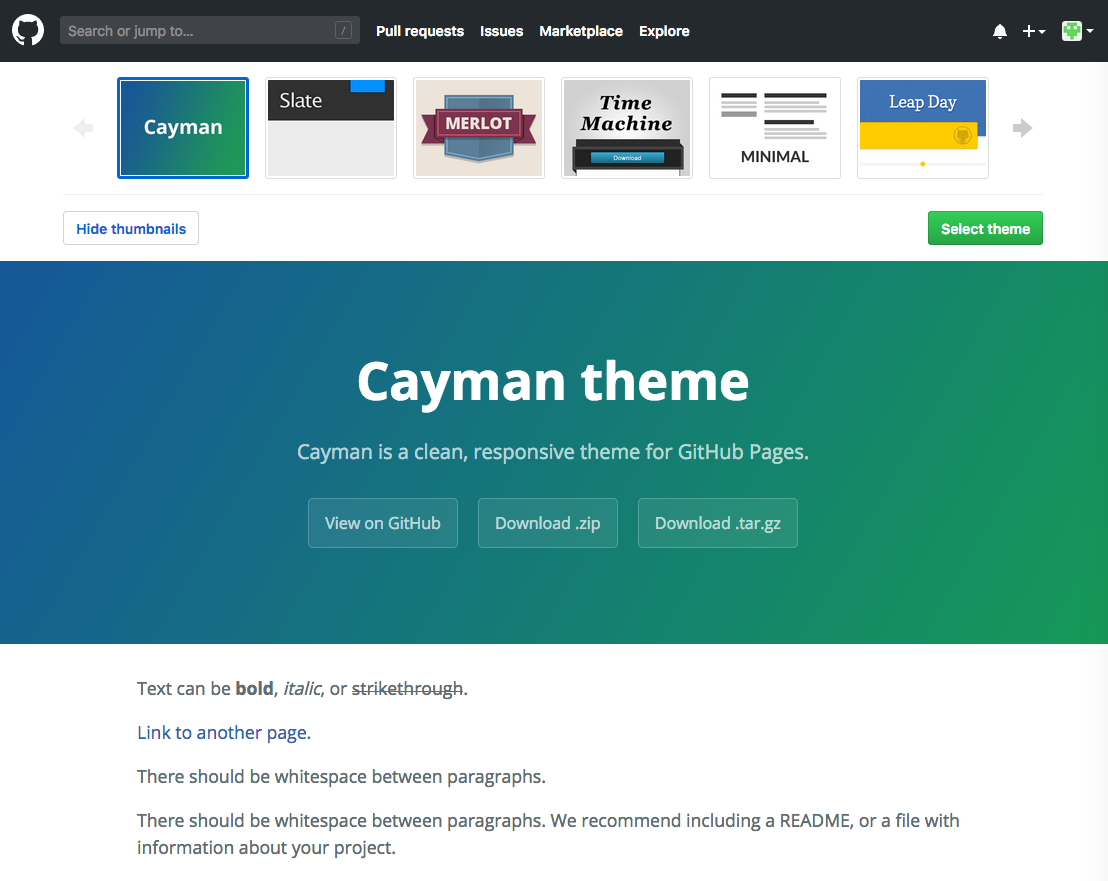 Search or jump to... /
Pull requests Issues Marketplace Explore
Cayman
Slate
MERLOT
Time
Machine
Download
MINIMAL
Leap Day
Hide thumbnails
Select theme
Cayman theme
Cayman is a clean, responsive theme for GitHub Pages.
View on GitHub
Download .zip
Download .tar.gz
Text can be bold, italic, or strikethrough.
Link to another page.
There should be whitespace between paragraphs.
There should be whitespace between paragraphs. We recommend including a README, or a file with
information about your project.